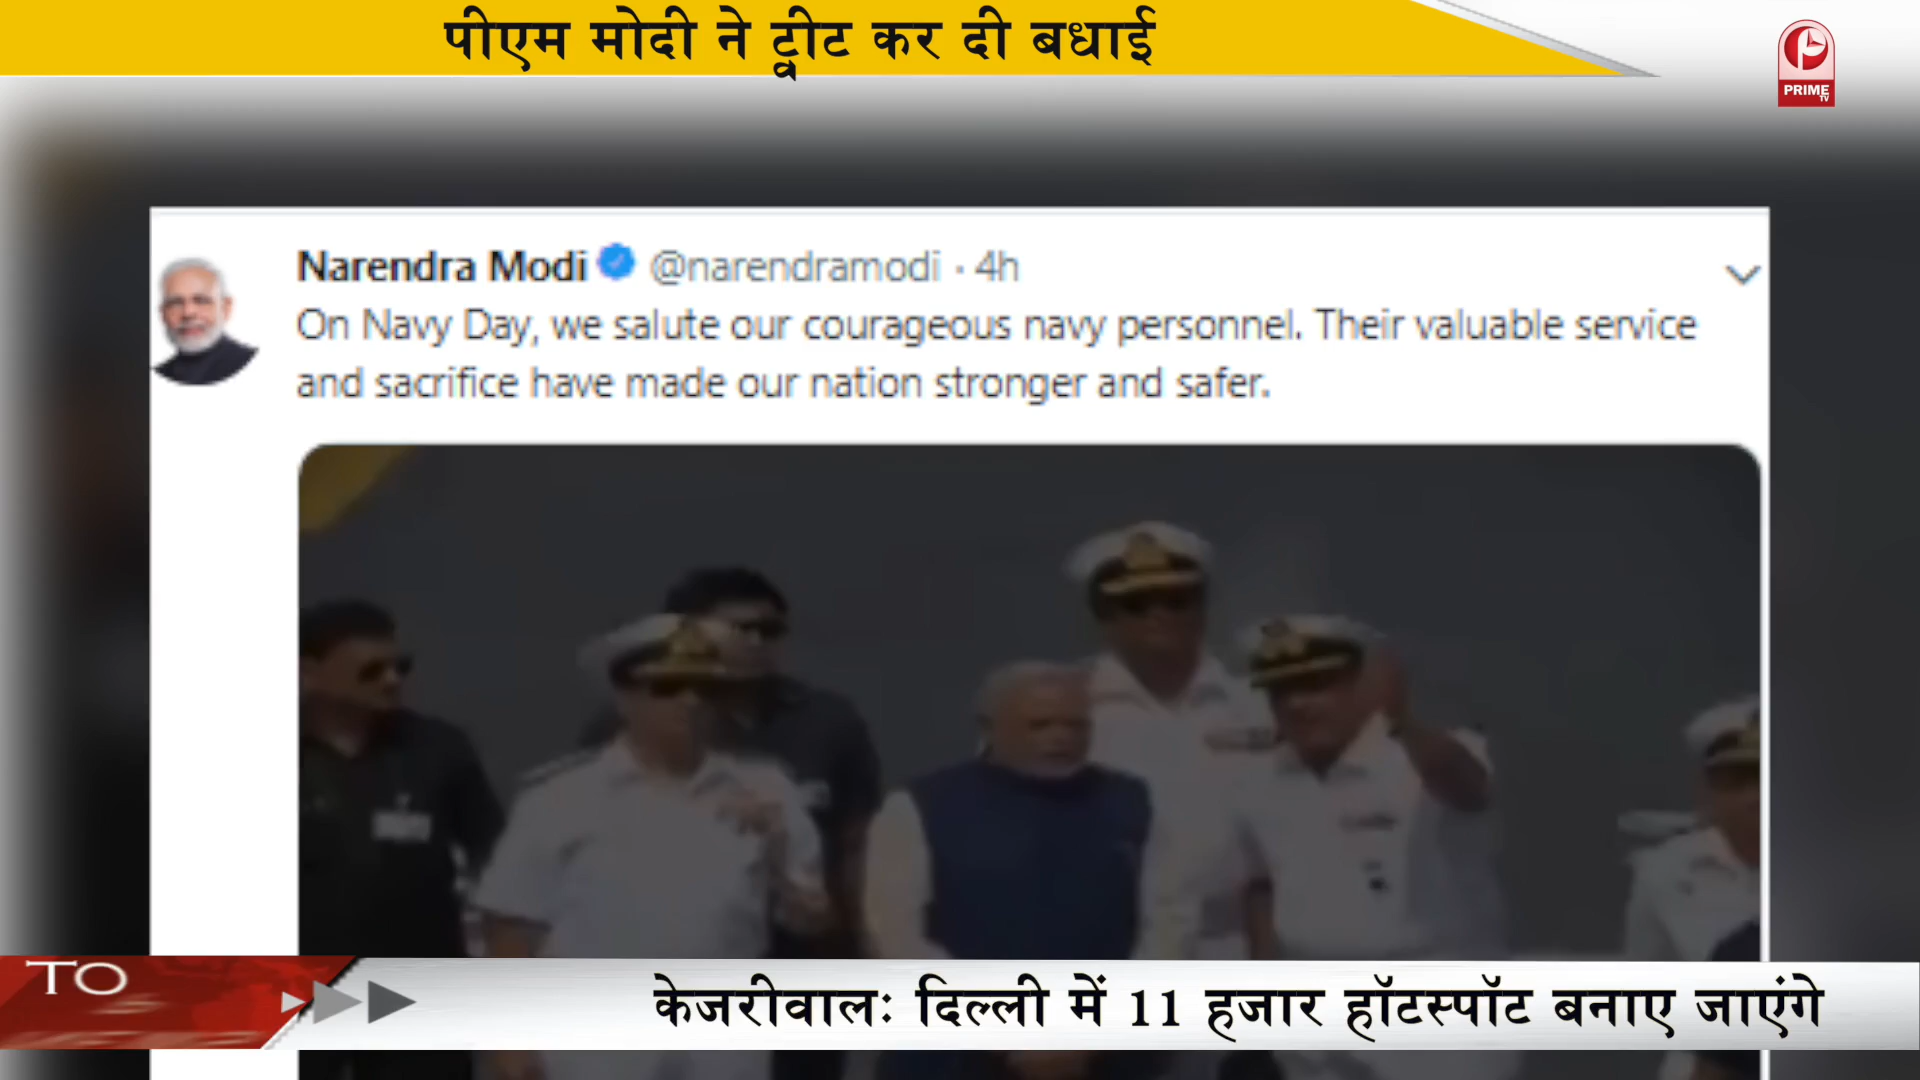 पीएम मोदी ने ट्वीट कर दी बधाई
PRIME
TV
Narendra Modi @narendramodi · 4h
On Navy Day, we salute our courageous navy personnel. Their valuable service
and sacrifice have made our nation stronger and safer.
TO
केजरीवालः दिल्ली में 11 हजार हॉटस्पॉट बनाए जाएंगे